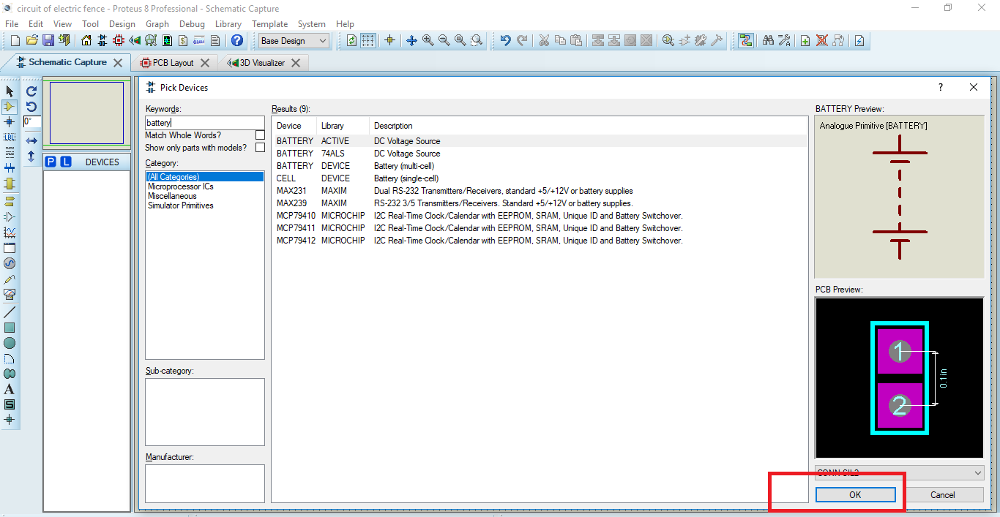 circuit of electric fence - Proteus 8 Professional - Schematic Capture
File Edit View Tool Design Graph Debug Library Template System Help
Base Design
Schematic Capture PCB Layout 3D Visualizer
Pick Devices ?
0°
LBL
P L DEVICES
A
S
Keywords:
battery
Match Whole Words?
Show only parts with models?
Category:
(All Categories)
Microprocessor ICs
Miscellaneous
Simulator Primitives
Sub-category:
Manufacturer:
Results (9):
Device Library Description
BATTERY ACTIVE DC Voltage Source
BATTERY 74ALS DC Voltage Source
BATTERY DEVICE Battery (multi-cell)
CELL DEVICE Battery (single-cell)
MAX231 MAXIM Dual RS-232 Transmitters/Receivers, standard +5/+12V or battery supplies
MAX239 MAXIM RS-232 3/5 Transmitters/Receivers. Standard +5/+12V or battery supplies.
MCP79410 MICROCHIP I2C Real-Time Clock/Calendar with EEPROM, SRAM, Unique ID and Battery Switchover.
MCP79411 MICROCHIP I2C Real-Time Clock/Calendar with EEPROM, SRAM, Unique ID and Battery Switchover.
MCP79412 MICROCHIP I2C Real-Time Clock/Calendar with EEPROM, SRAM, Unique ID and Battery Switchover.
BATTERY Preview:
Analogue Primitive [BATTERY]
PCB Preview:
1
0.1in
2
CONN-SIL2
OK Cancel